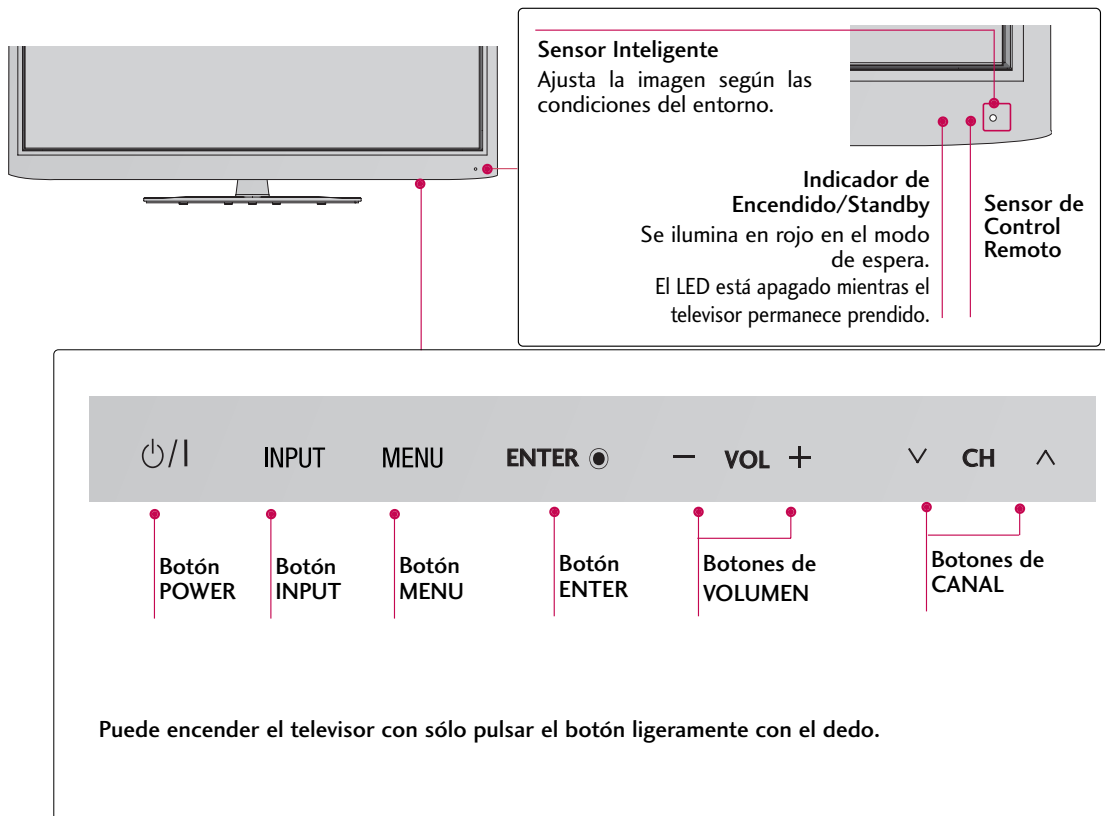 Sensor Inteligente
Ajusta la imagen según las
condiciones del entorno.
Indicador de
Encendido/Standby
Se ilumina en rojo en el modo
de espera.
El LED está apagado mientras el
televisor permanece prendido.
Sensor de
Control
Remoto
⏻/I INPUT MENU ENTER ◉ − VOL + ∨ CH ∧
Botón
POWER
Botón
INPUT
Botón
MENU
Botón
ENTER
Botones de
VOLUMEN
Botones de
CANAL
Puede encender el televisor con sólo pulsar el botón ligeramente con el dedo.